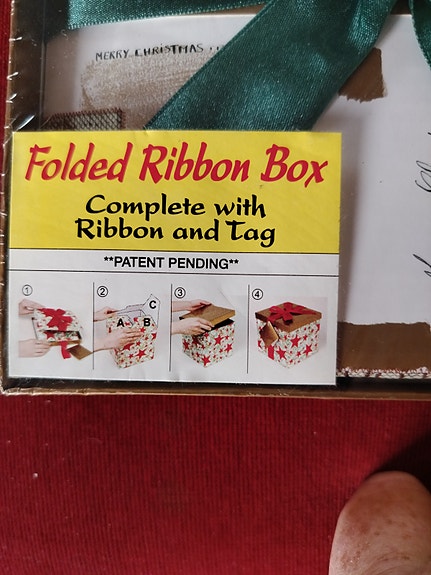 MERRY CHRISTMAS
Folded Ribbon Box
Complete with
Ribbon and Tag
**PATENT PENDING**
1 2 3 4
C
A B